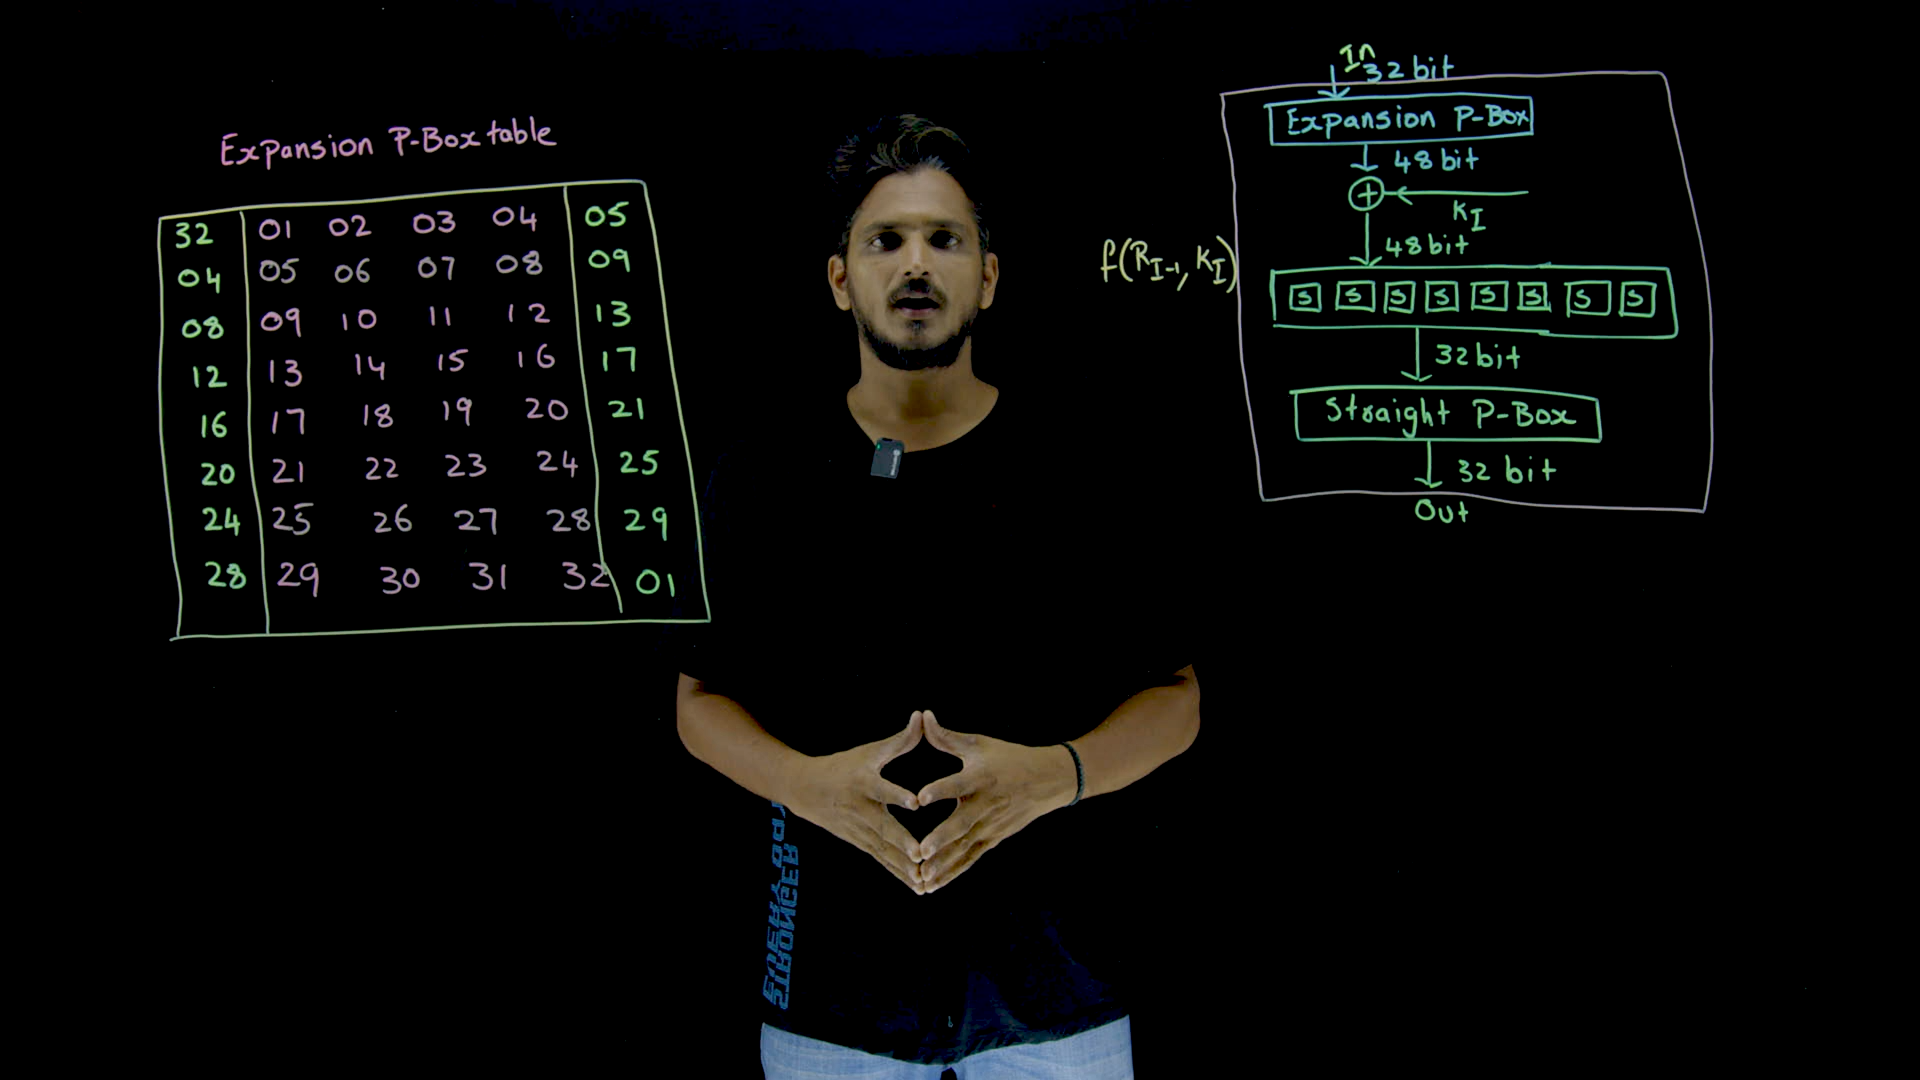 Expansion P-Box table
32 01 02 03 04 05
04 05 06 07 08 09
08 09 10 11 12 13
12 13 14 15 16 17
16 17 18 19 20 21
20 21 22 23 24 25
24 25 26 27 28 29
28 29 30 31 32 01
In
32 bit
Expansion P-Box
48 bit
+
KI
48 bit
f(RI-1, KI)
S S S S S S S S
32 bit
Straight P-Box
32 bit
Out
STRONGER